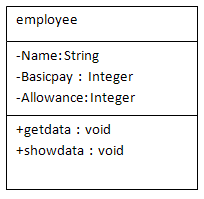 employee
-Name:String
-Basicpay : Integer
-Allowance:Integer
+getdata : void
+showdata : void